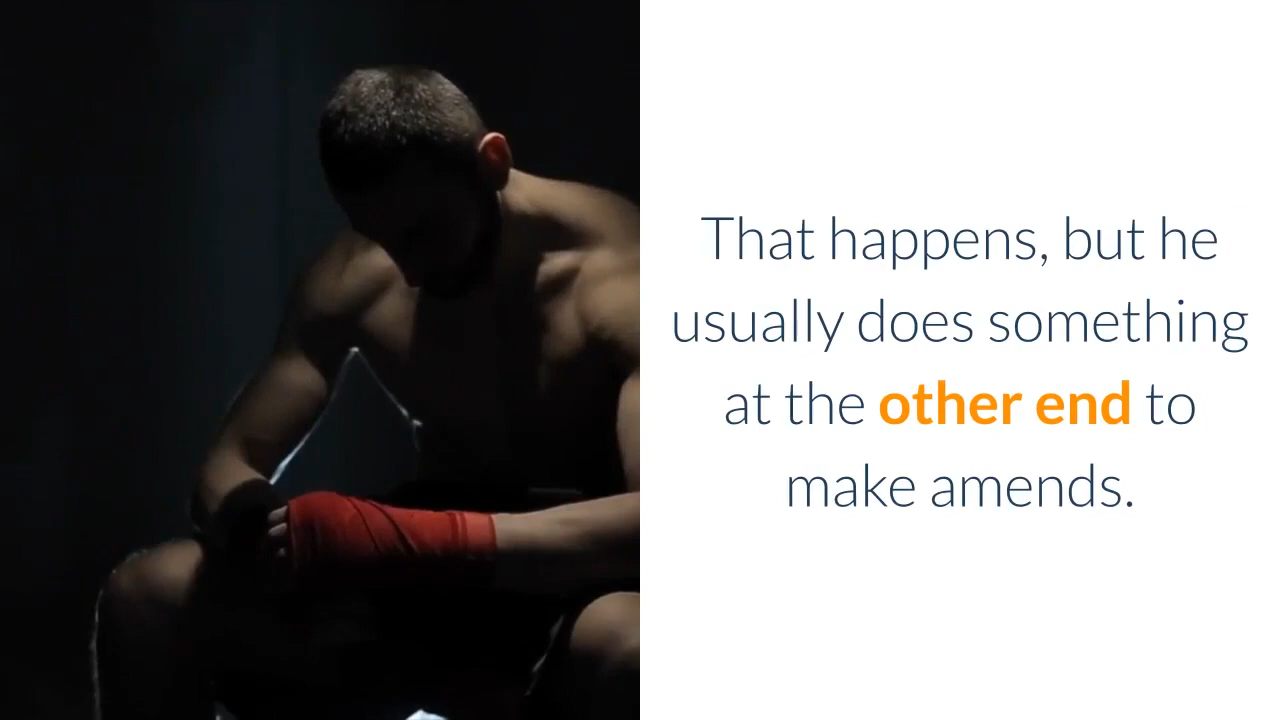 That happens, but he
usually does something
at the other end to
make amends.